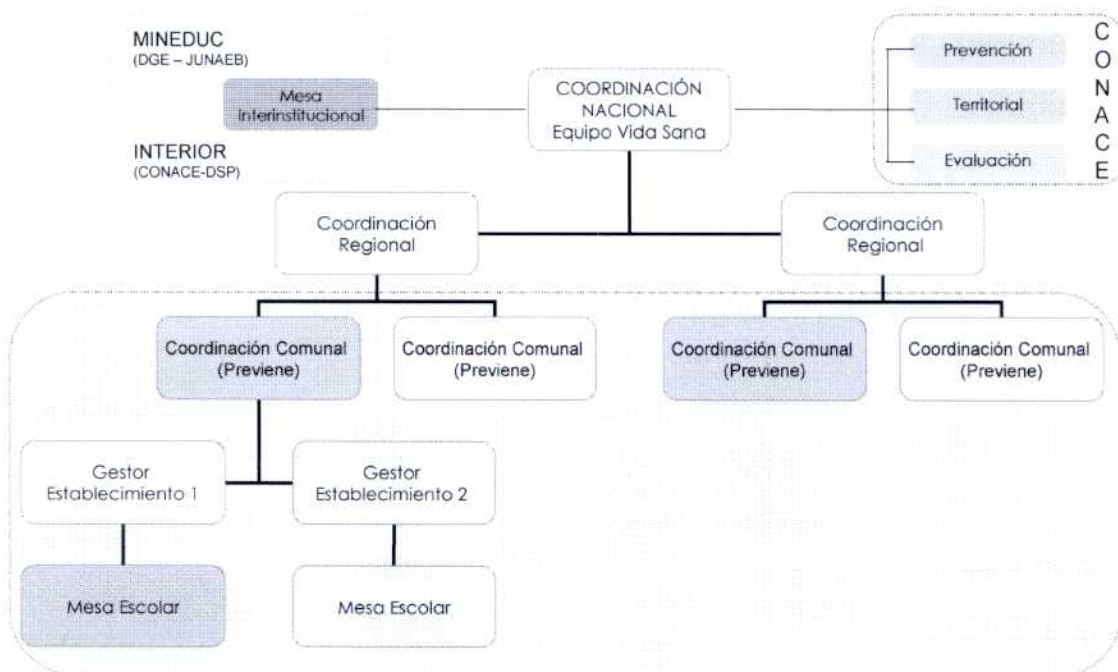 MINEDUC
(DGE – JUNAEB)
Mesa
Interinstitucional
INTERIOR
(CONACE-DSP)
COORDINACIÓN
NACIONAL
Equipo Vida Sana
Prevención
Territorial
Evaluación
C
O
N
A
C
E
Coordinación
Regional
Coordinación
Regional
Coordinación Comunal
(Previene)
Coordinación Comunal
(Previene)
Coordinación Comunal
(Previene)
Coordinación Comunal
(Previene)
Gestor
Establecimiento 1
Gestor
Establecimiento 2
Mesa Escolar
Mesa Escolar